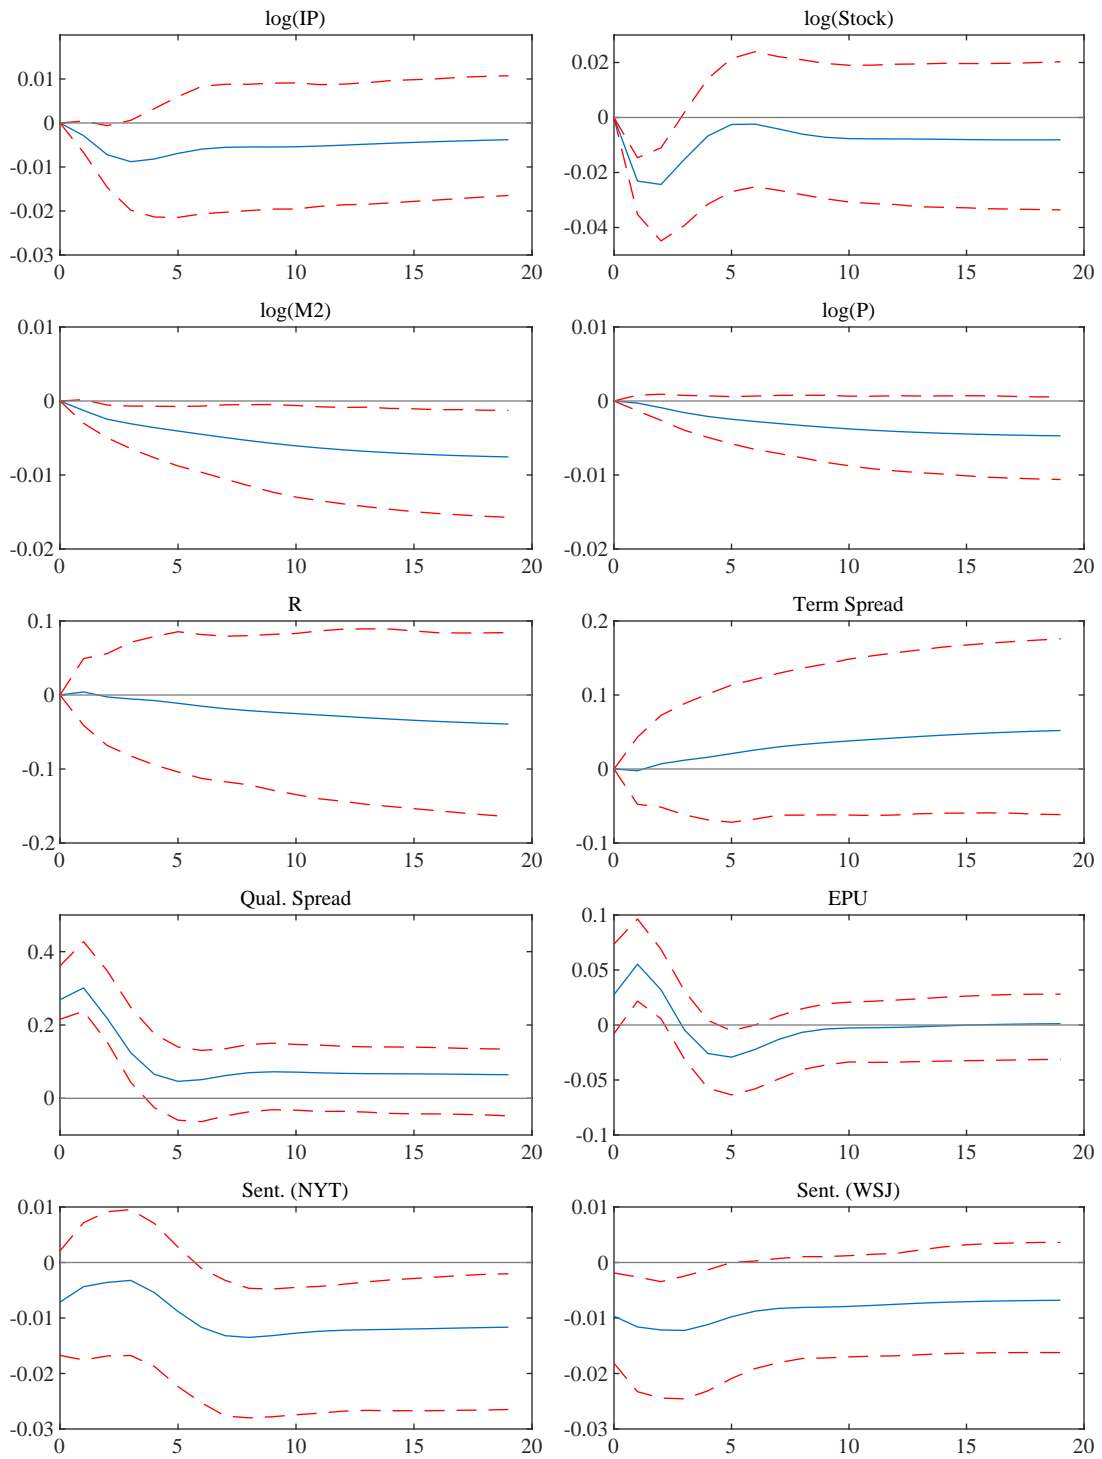 log(IP) log(Stock)
0.01 0.02
0 0
-0.01 -0.02
-0.02 -0.04
-0.03
0 5 10 15 20 0 5 10 15 20
log(M2) log(P)
0.01 0.01
0 0
-0.01 -0.01
-0.02 -0.02
0 5 10 15 20 0 5 10 15 20
R Term Spread
0.1 0.2
0 0.1
-0.1 0
-0.2 -0.1
0 5 10 15 20 0 5 10 15 20
Qual. Spread EPU
0.4 0.1
0.2 0.05
0 0
-0.05
-0.1
0 5 10 15 20 0 5 10 15 20
Sent. (NYT) Sent. (WSJ)
0.01 0.01
0 0
-0.01 -0.01
-0.02 -0.02
-0.03 -0.03
0 5 10 15 20 0 5 10 15 20